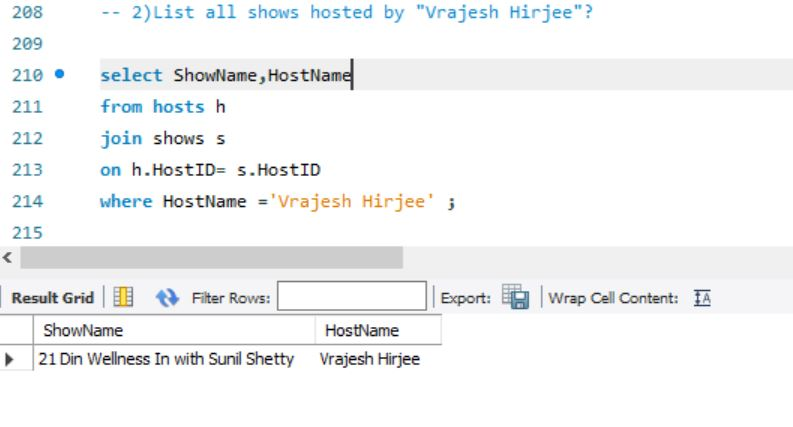 208 -- 2)List all shows hosted by "Vrajesh Hirjee"?
209
210 select ShowName,HostName
211 from hosts h
212 join shows s
213 on h.HostID= s.HostID
214 where HostName ='Vrajesh Hirjee' ;
215
Result Grid Filter Rows: Export: Wrap Cell Content: IA
ShowName HostName
21 Din Wellness In with Sunil Shetty Vrajesh Hirjee